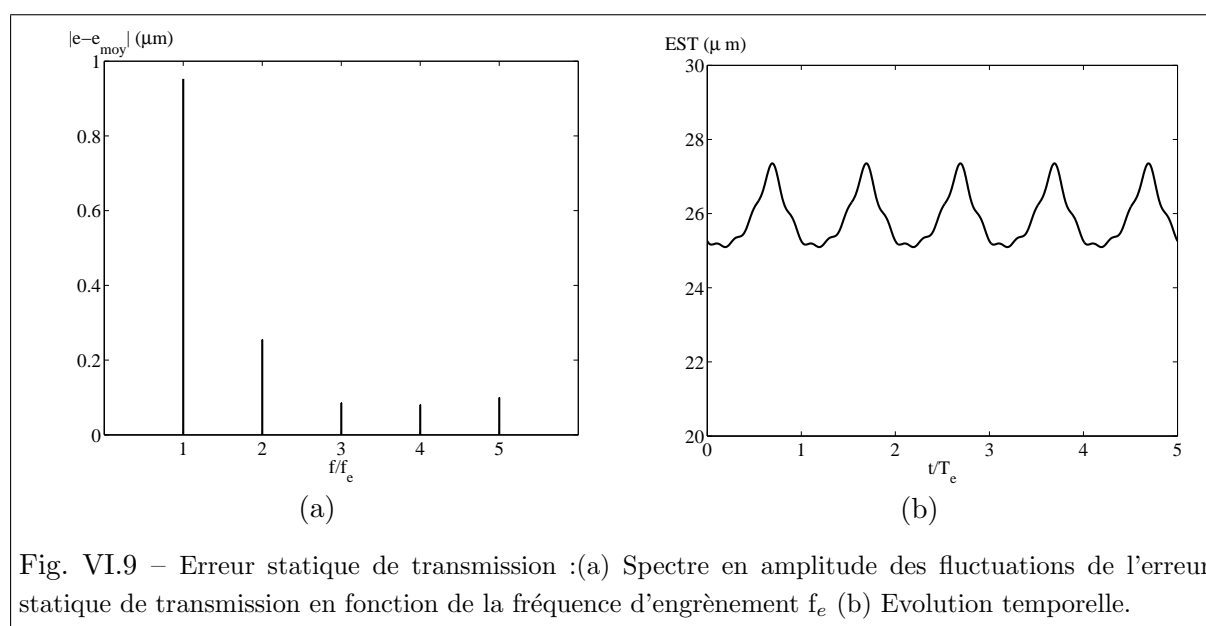 |e−e_moy| (μm)
1
0.8
0.6
0.4
0.2
0
1 2 3 4 5
f/f_e
(a)
EST (μ m)
30
28
26
24
22
20
0 1 2 3 4 5
t/T_e
(b)
Fig. VI.9 – Erreur statique de transmission :(a) Spectre en amplitude des fluctuations de l'erreur
statique de transmission en fonction de la fréquence d'engrènement f_e (b) Evolution temporelle.